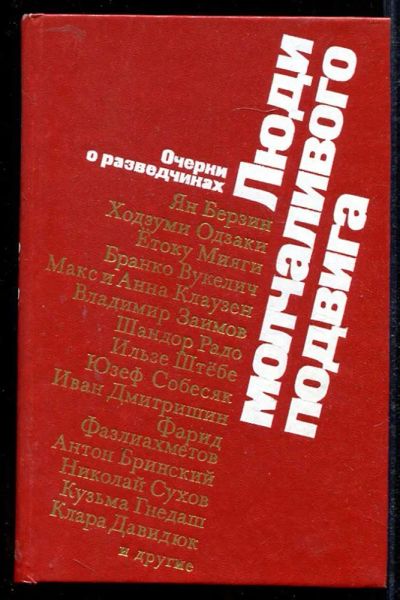 Люди
молчаливого
подвига
Очерки
о разведчиках
Ян Берзин
Ходзуми Одзаки
Ётоку Мияги
Бранко Вукелич
Макс и Анна Клаузен
Владимир Заимов
Шандор Радо
Ильзе Штёбе
Юзеф Собесяк
Иван Дмитришин
Фарид
Фазлиахметов
Антон Бринский
Николай Сухов
Кузьма Гнедаш
Клара Давидюк
и другие